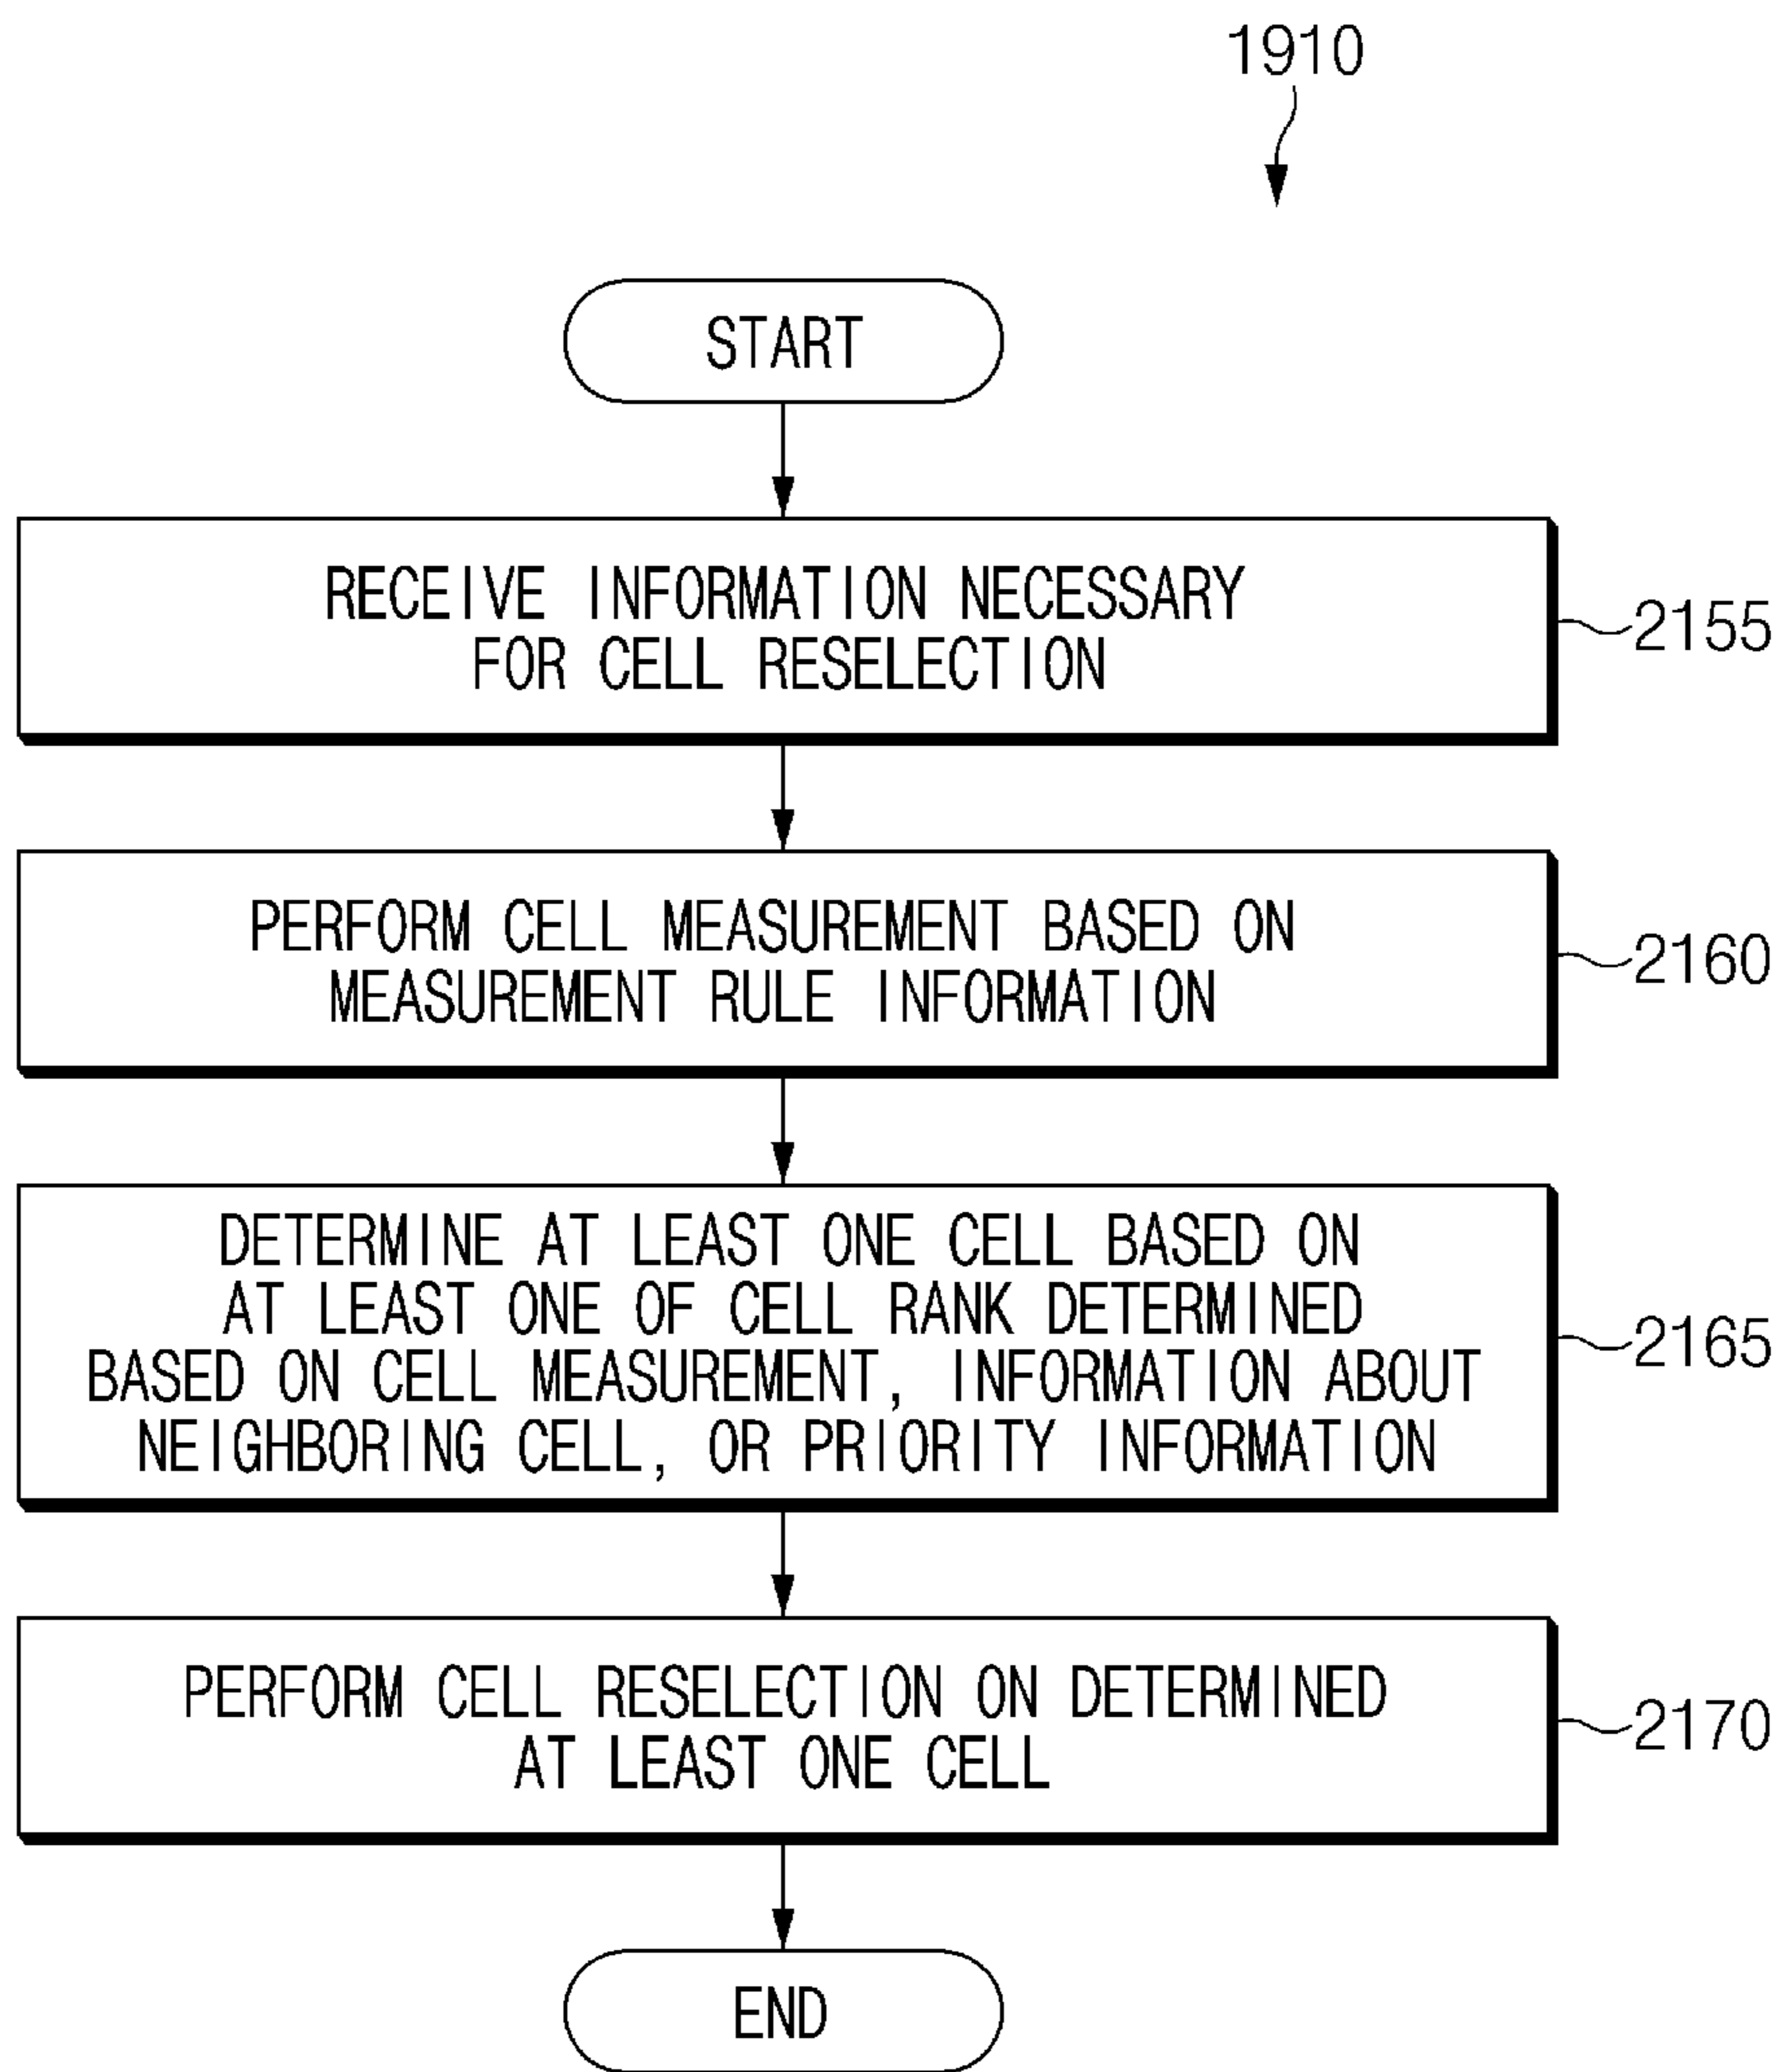 1910
START
RECEIVE INFORMATION NECESSARY
FOR CELL RESELECTION
2155
PERFORM CELL MEASUREMENT BASED ON
MEASUREMENT RULE INFORMATION
2160
DETERMINE AT LEAST ONE CELL BASED ON
AT LEAST ONE OF CELL RANK DETERMINED
BASED ON CELL MEASUREMENT, INFORMATION ABOUT
NEIGHBORING CELL, OR PRIORITY INFORMATION
2165
PERFORM CELL RESELECTION ON DETERMINED
AT LEAST ONE CELL
2170
END